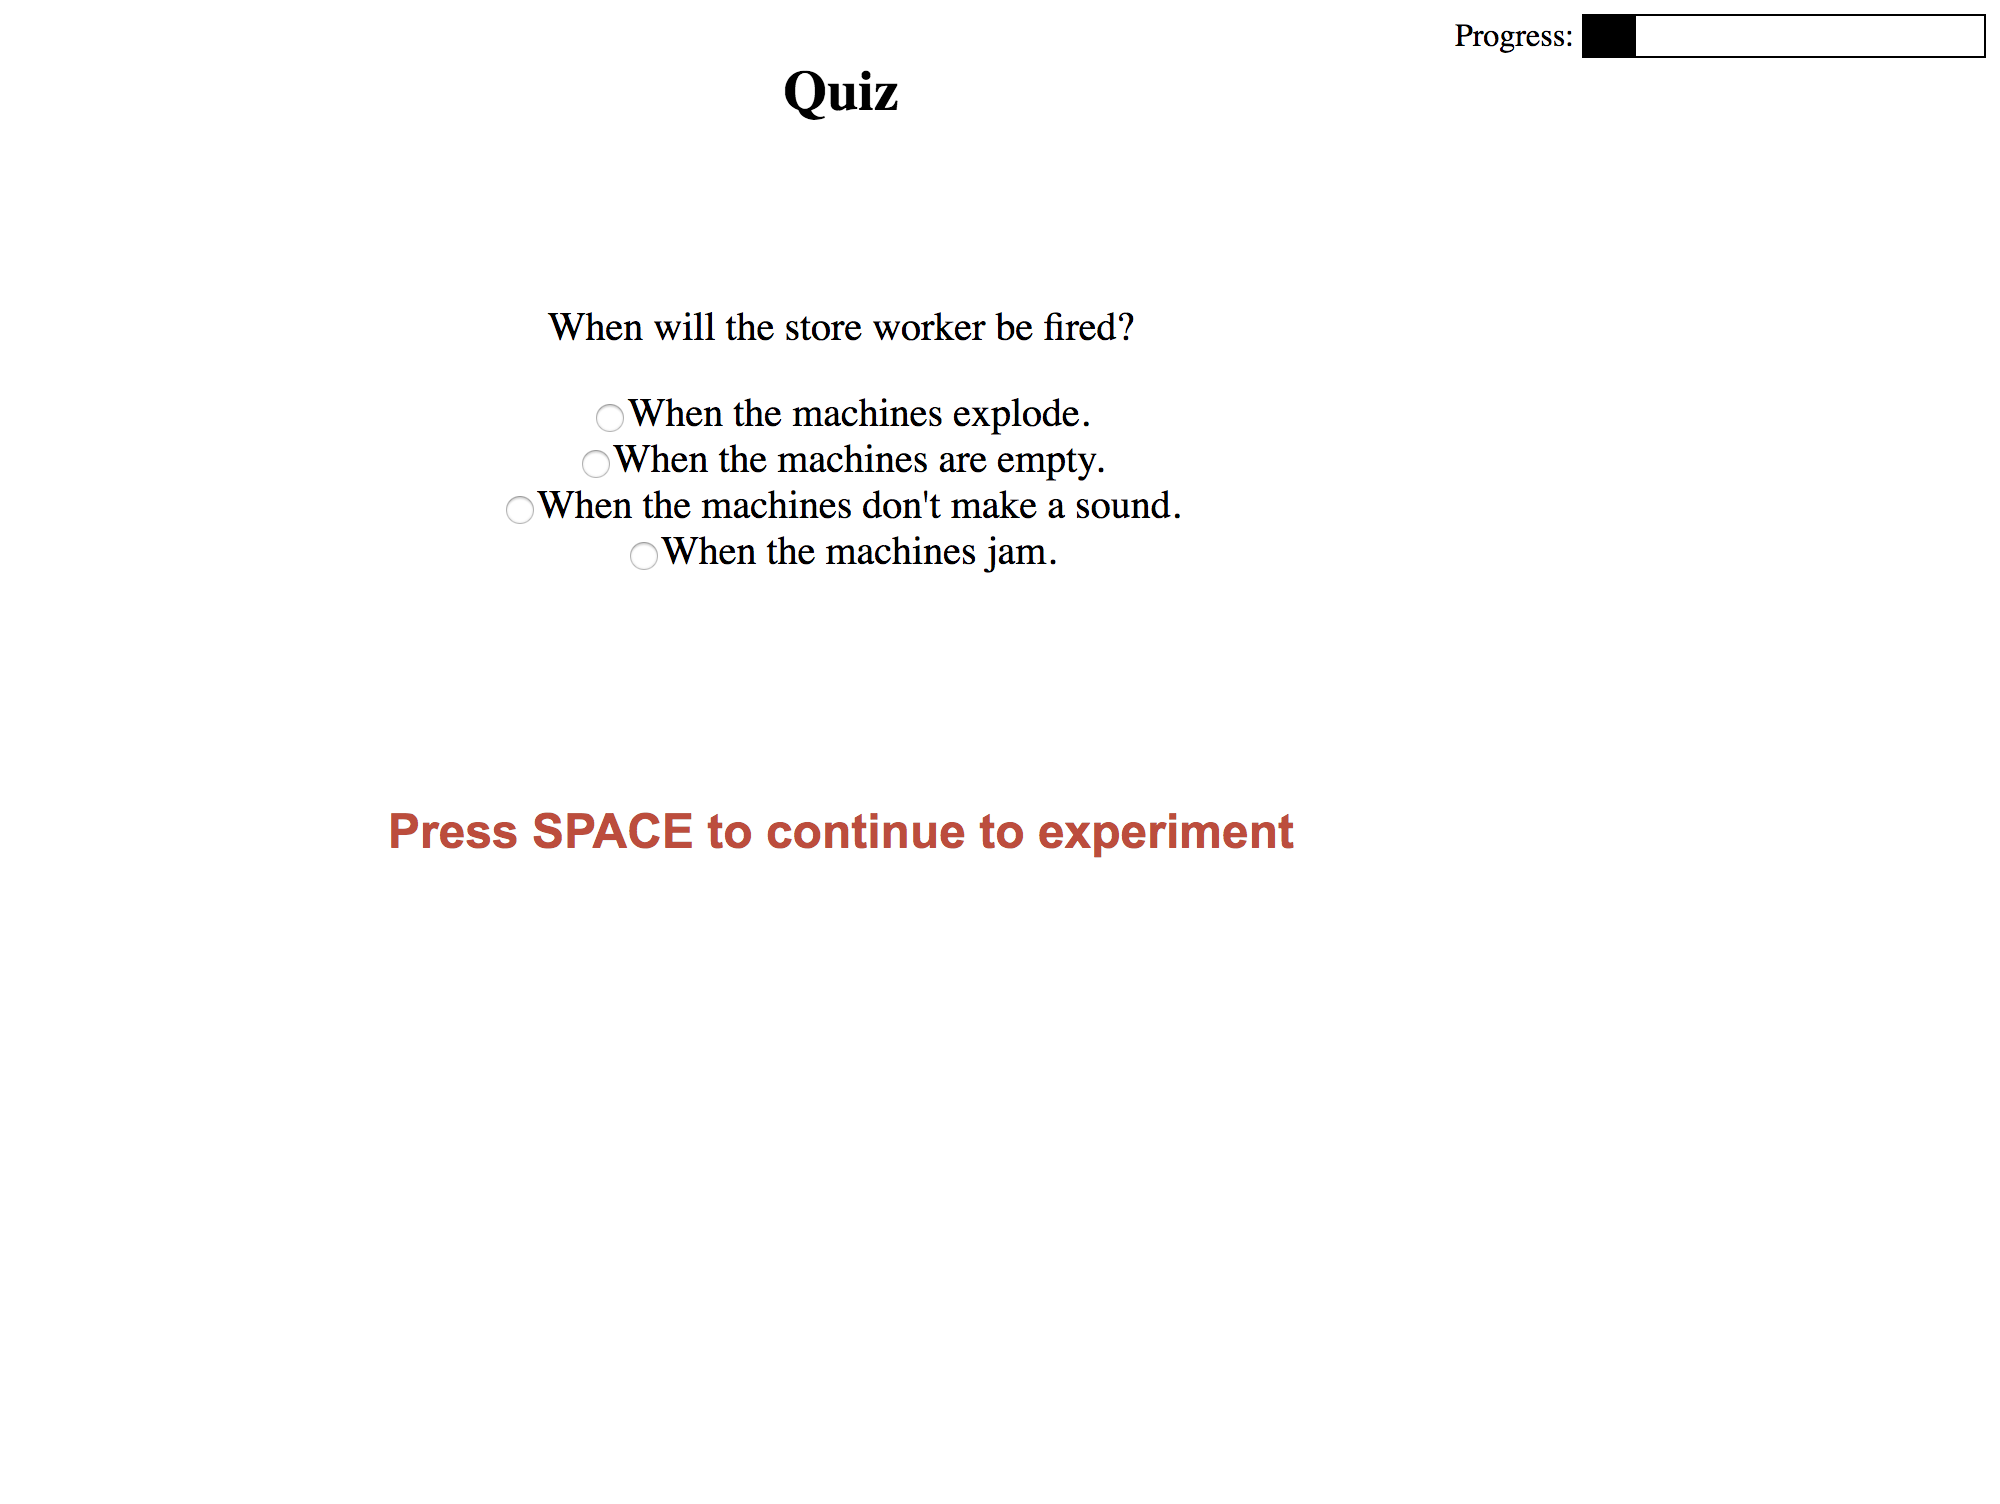 Progress:
Quiz
When will the store worker be fired?
When the machines explode.
When the machines are empty.
When the machines don't make a sound.
When the machines jam.
Press SPACE to continue to experiment